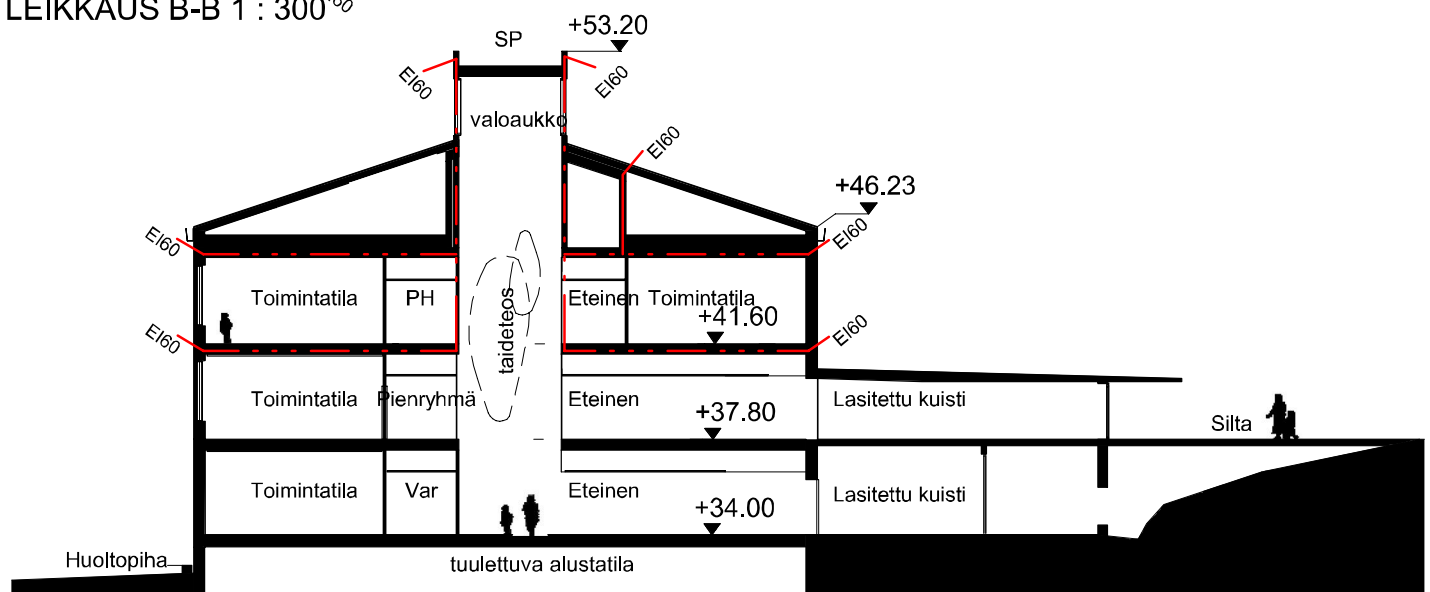 LEIKKAUS B-B 1 : 300
SP
+53.20
EI60
EI60
valoaukko
EI60
+46.23
EI60
EI60
Toimintatila
PH
taideteos
Eteinen
Toimintatila
+41.60
EI60
EI60
Toimintatila
Pienryhmä
Eteinen
+37.80
Lasitettu kuisti
Silta
Toimintatila
Var
Eteinen
+34.00
Lasitettu kuisti
Huoltopiha
tuulettuva alustatila